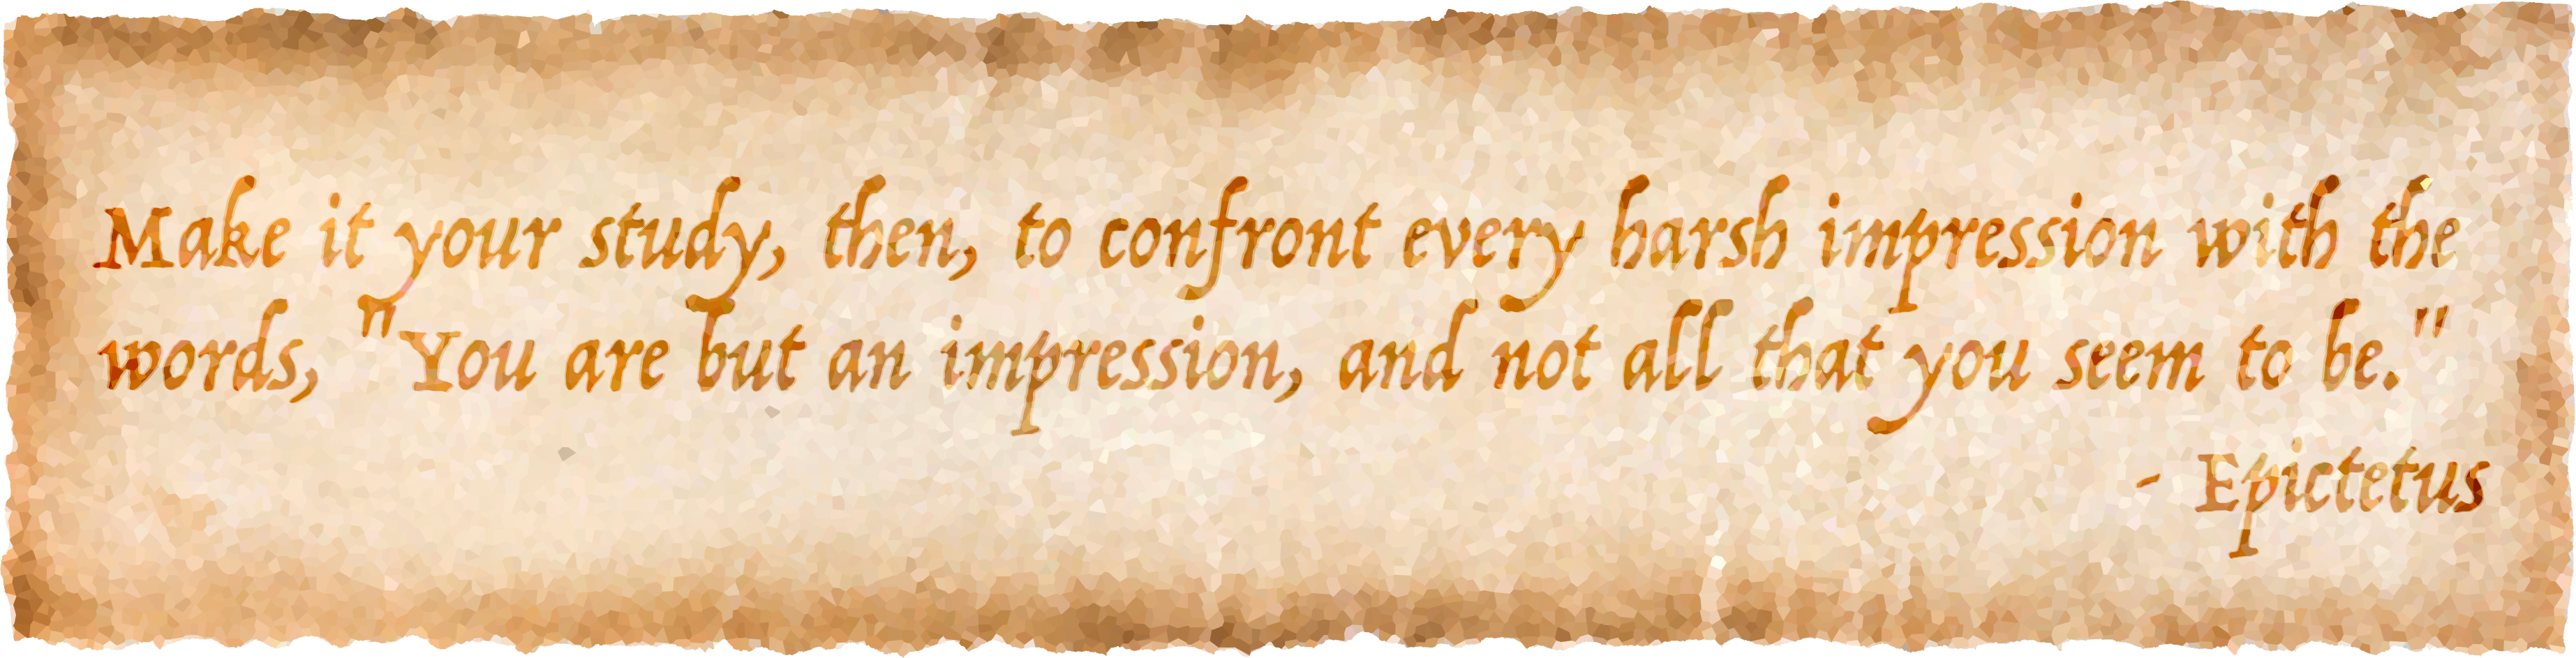 Make it your study, then, to confront every harsh impression with the
words, "You are but an impression, and not all that you seem to be."
- Epictetus